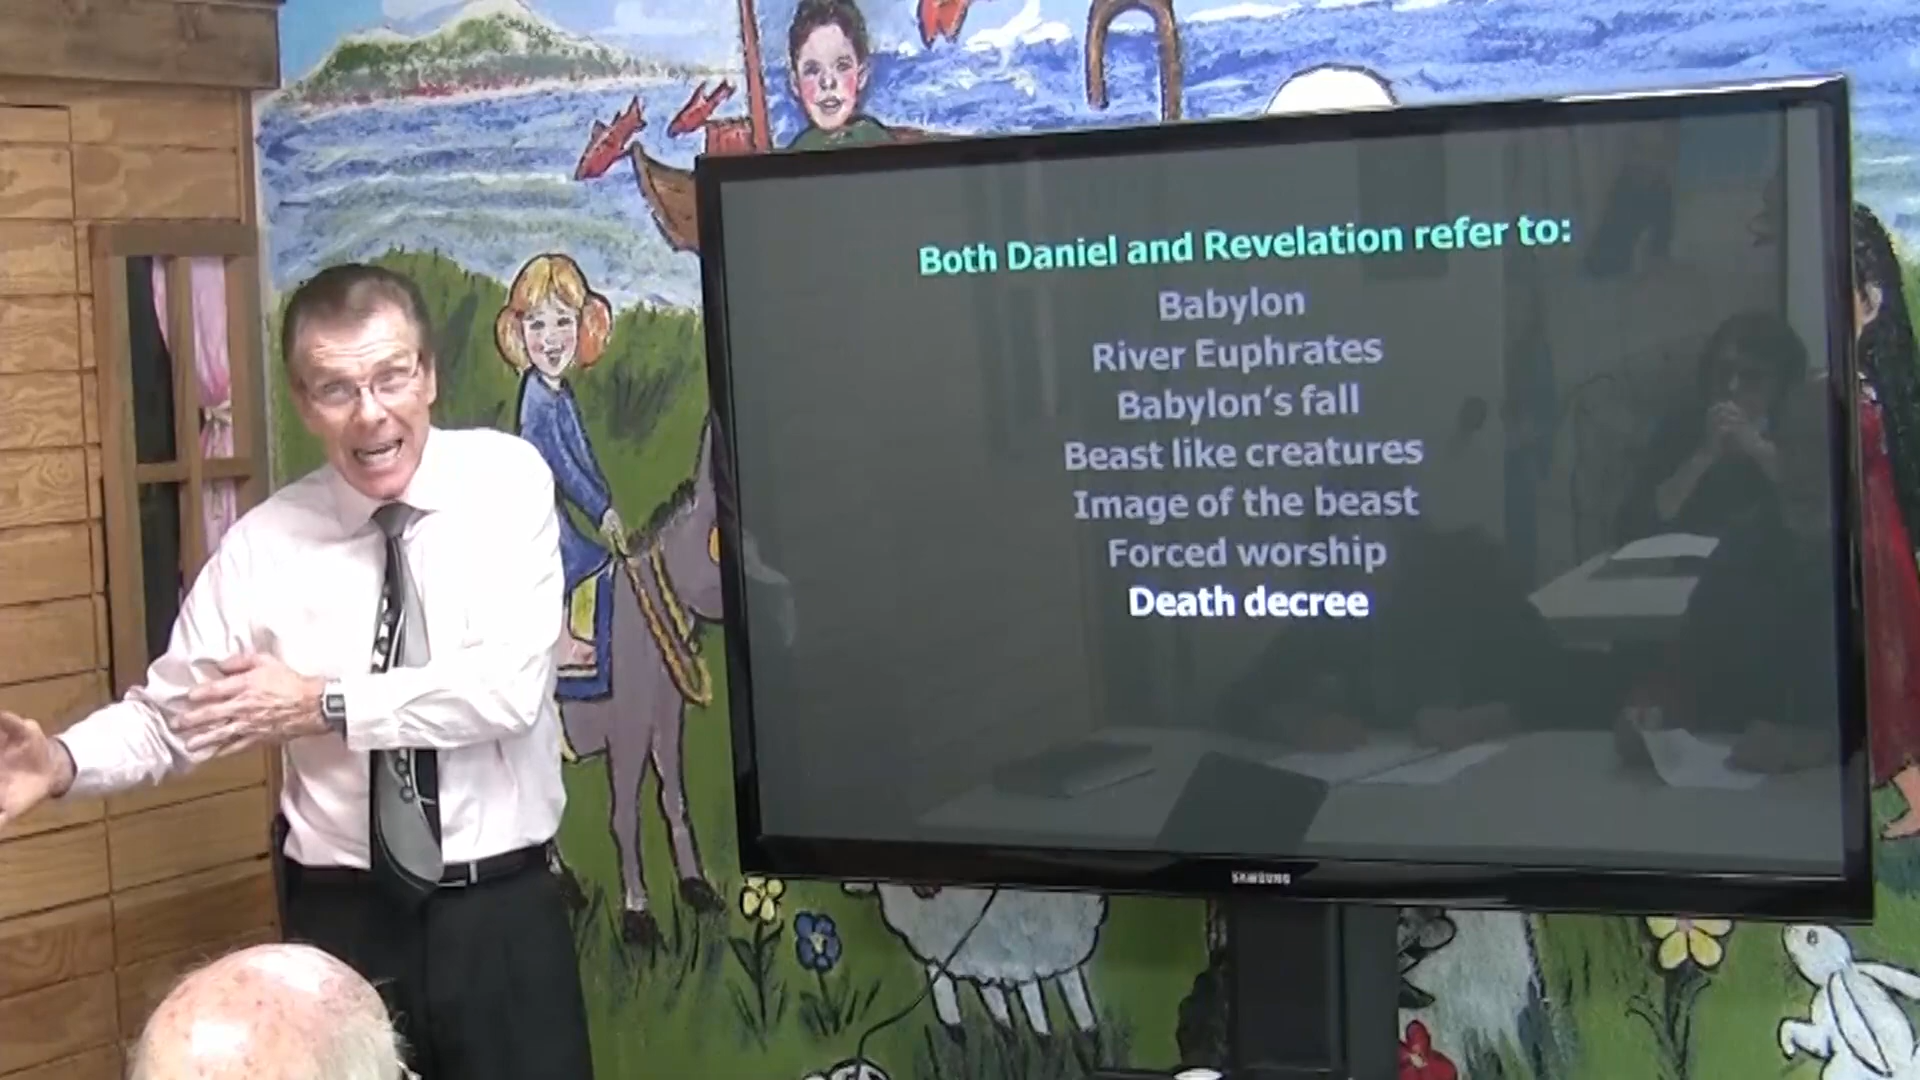 Both Daniel and Revelation refer to:
Babylon
River Euphrates
Babylon's fall
Beast like creatures
Image of the beast
Forced worship
Death decree
SAMSUNG